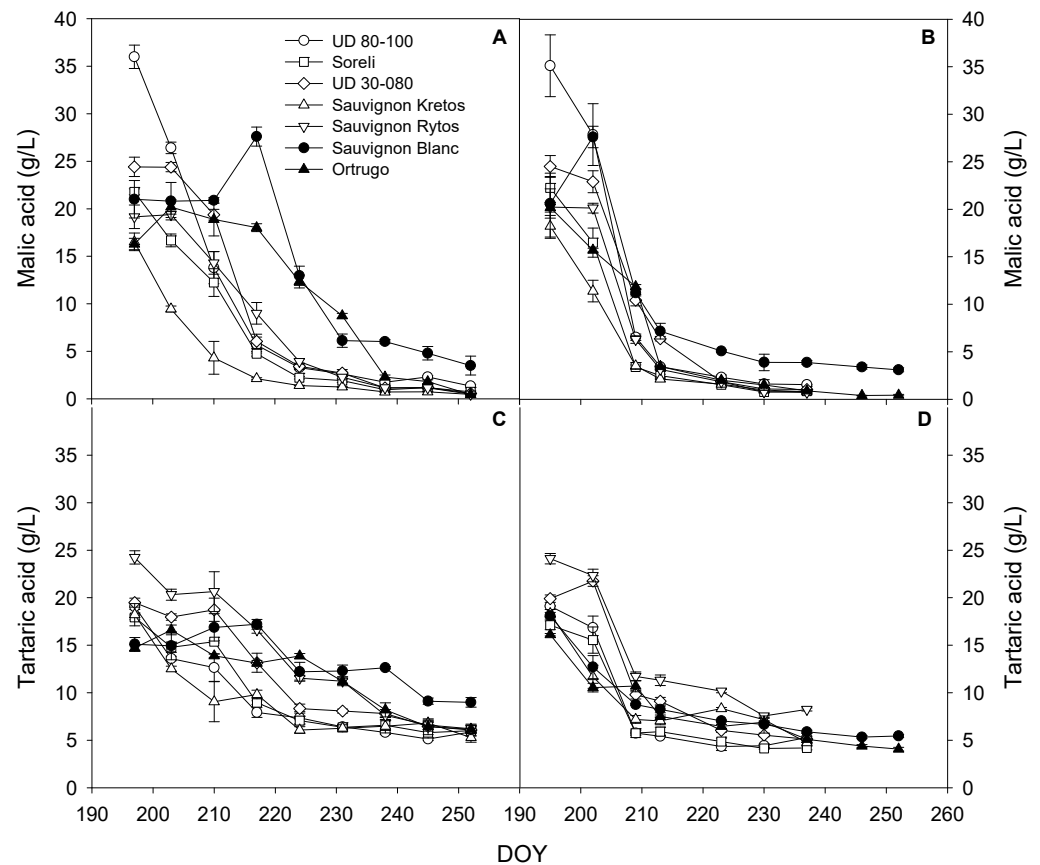 40 A B 40
UD 80-100
35 Soreli 35
UD 30-080
30 Sauvignon Kretos 30
Sauvignon Rytos
25 Sauvignon Blanc 25
Ortrugo
20 20
15 15
10 10
5 5
0 0
Malic acid (g/L)
Malic acid (g/L)
C D
35 35
30 30
25 25
20 20
15 15
10 10
5 5
0 0
Tartaric acid (g/L)
Tartaric acid (g/L)
190 200 210 220 230 240 250 190 200 210 220 230 240 250 260
DOY